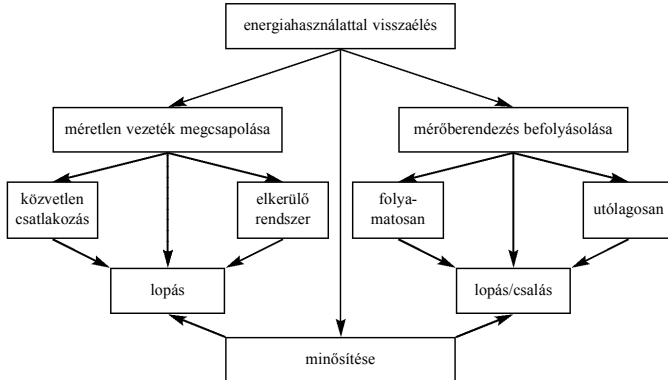 energiahasználattal visszaélés
méretlen vezeték megcsapolása
mérőberendezés befolyásolása
közvetlen
csatlakozás
elkerülő
rendszer
folya-
matosan
utólagosan
lopás
lopás/csalás
minősítése